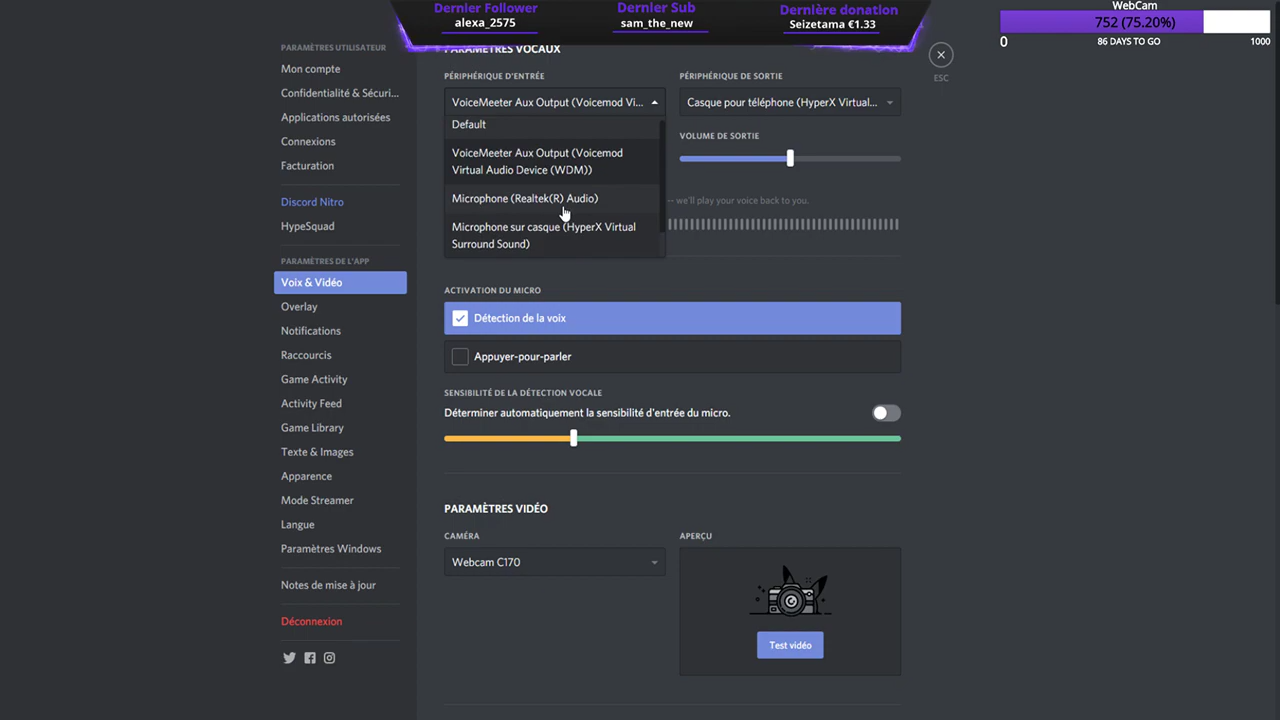 Dernier Follower
alexa_2575
Dernier Sub
sam_the_new
Dernière donation
Seizetama €1.33
WebCam
752 (75.20%)
0
86 DAYS TO GO
1000
PARAMÈTRES UTILISATEUR
Mon compte
Confidentialité & Sécuri...
Applications autorisées
Connexions
Facturation
Discord Nitro
HypeSquad
PARAMÈTRES DE L'APP
Voix & Vidéo
Overlay
Notifications
Raccourcis
Game Activity
Activity Feed
Game Library
Texte & Images
Apparence
Mode Streamer
Langue
Paramètres Windows
Notes de mise à jour
Déconnexion
PARAMÈTRES VOCAUX
PÉRIPHÉRIQUE D'ENTRÉE
VoiceMeeter Aux Output (Voicemod Vi...
Default
VoiceMeeter Aux Output (Voicemod
Virtual Audio Device (WDM))
Microphone (Realtek(R) Audio)
Microphone sur casque (HyperX Virtual
Surround Sound)
PÉRIPHÉRIQUE DE SORTIE
Casque pour téléphone (HyperX Virtual...
VOLUME DE SORTIE
-- we'll play your voice back to you.
ESC
ACTIVATION DU MICRO
Détection de la voix
Appuyer-pour-parler
SENSIBILITÉ DE LA DÉTECTION VOCALE
Déterminer automatiquement la sensibilité d'entrée du micro.
PARAMÈTRES VIDÉO
CAMÉRA
Webcam C170
APERÇU
Test vidéo